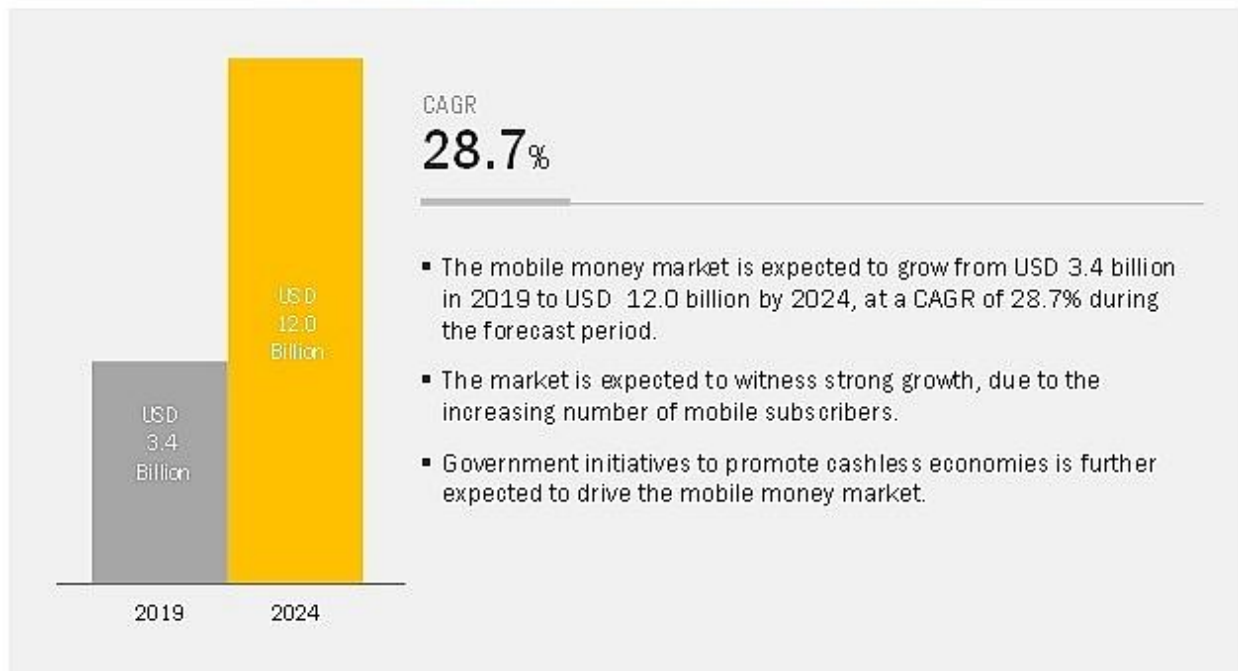 CAGR
28.7%
▪ The mobile money market is expected to grow from USD 3.4 billion
in 2019 to USD 12.0 billion by 2024, at a CAGR of 28.7% during
the forecast period.
▪ The market is expected to witness strong growth, due to the
increasing number of mobile subscribers.
▪ Government initiatives to promote cashless economies is further
expected to drive the mobile money market.
USD
3.4
Billion
USD
12.0
Billion
2019
2024